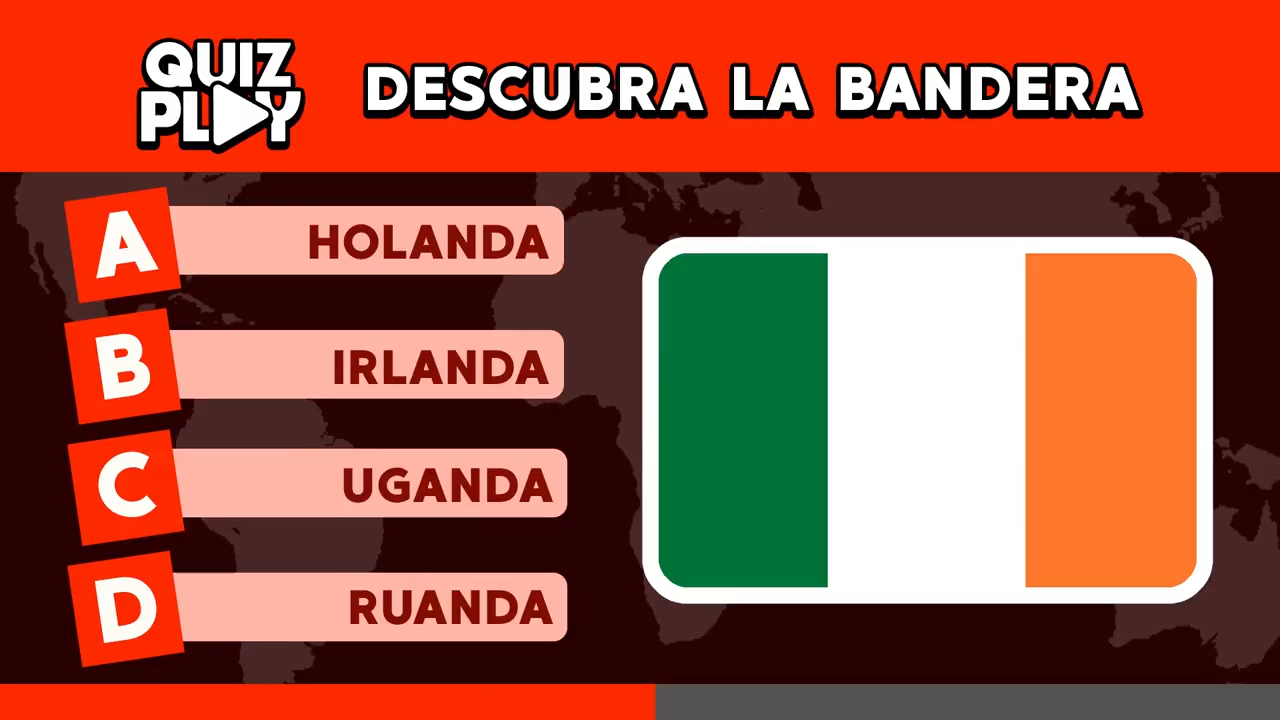 QUIZ
PLAY
DESCUBRA LA BANDERA
A HOLANDA
B IRLANDA
C UGANDA
D RUANDA